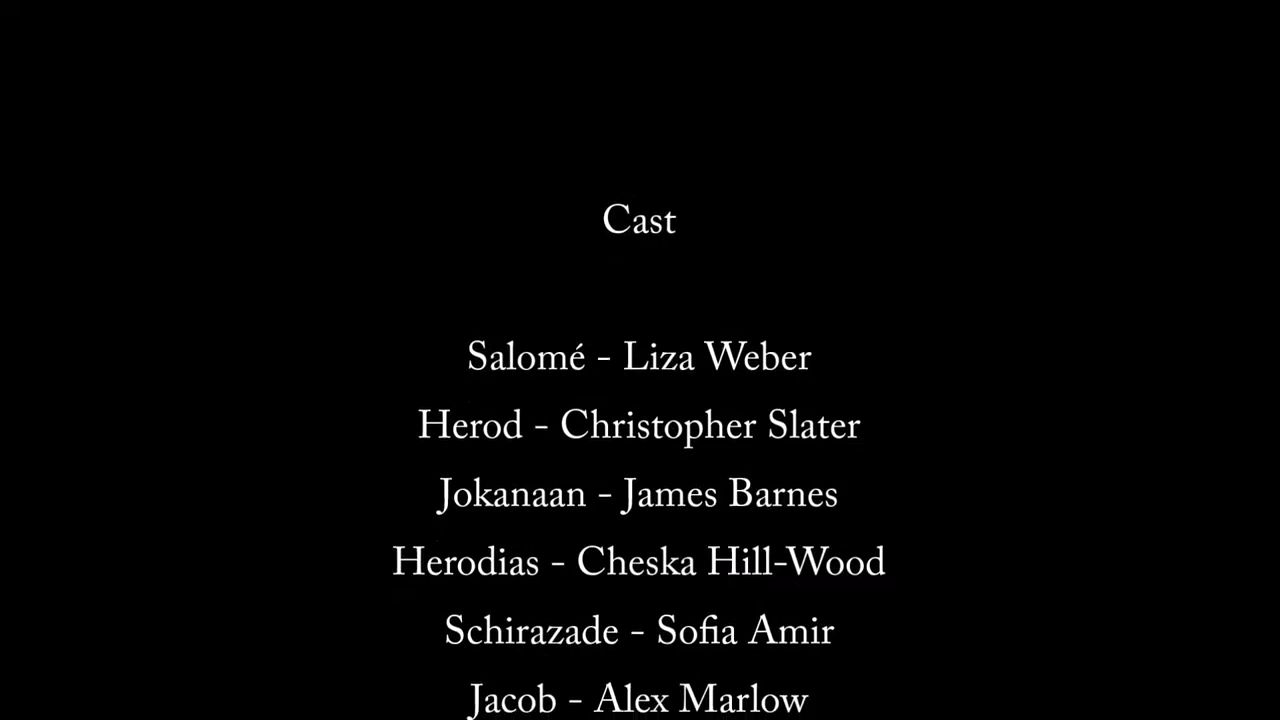 Cast
Salomé - Liza Weber
Herod - Christopher Slater
Jokanaan - James Barnes
Herodias - Cheska Hill-Wood
Schirazade - Sofia Amir
Jacob - Alex Marlow